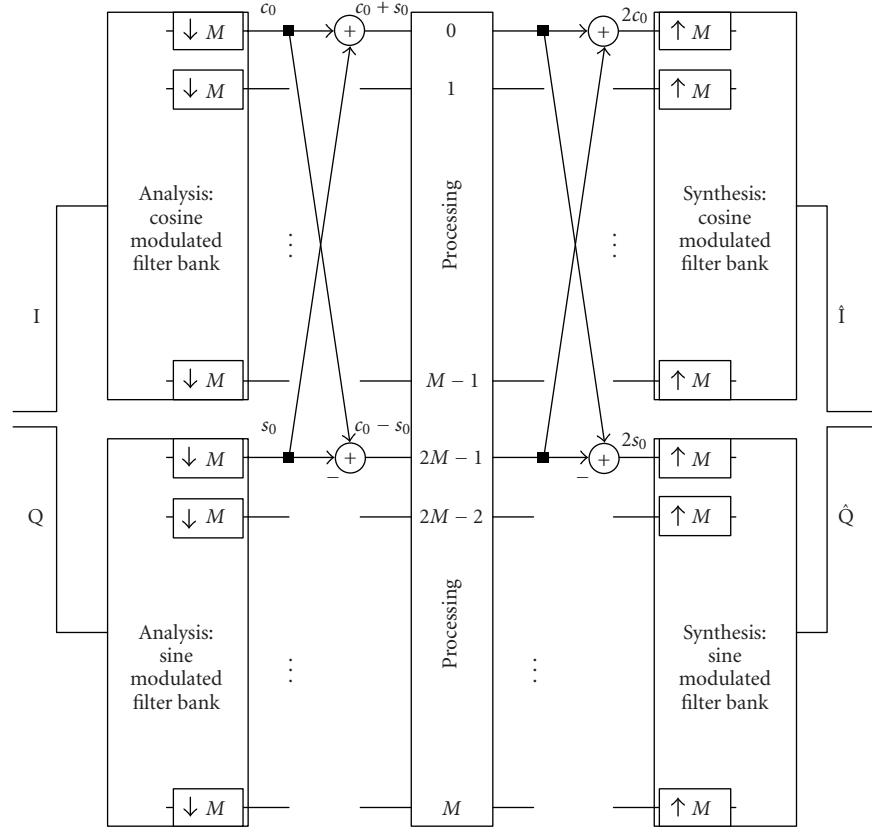 c₀ c₀ + s₀ 2c₀
↓ M + 0 + ↑ M
↓ M 1 ↑ M
Analysis:
cosine
modulated
filter bank
⋮
Processing
⋮
Synthesis:
cosine
modulated
filter bank
I Î
↓ M M − 1 ↑ M
s₀ c₀ − s₀ 2s₀
↓ M + 2M − 1 + ↑ M
− −
↓ M 2M − 2 ↑ M
Q Q̂
Analysis:
sine
modulated
filter bank
⋮
Processing
⋮
Synthesis:
sine
modulated
filter bank
↓ M M ↑ M